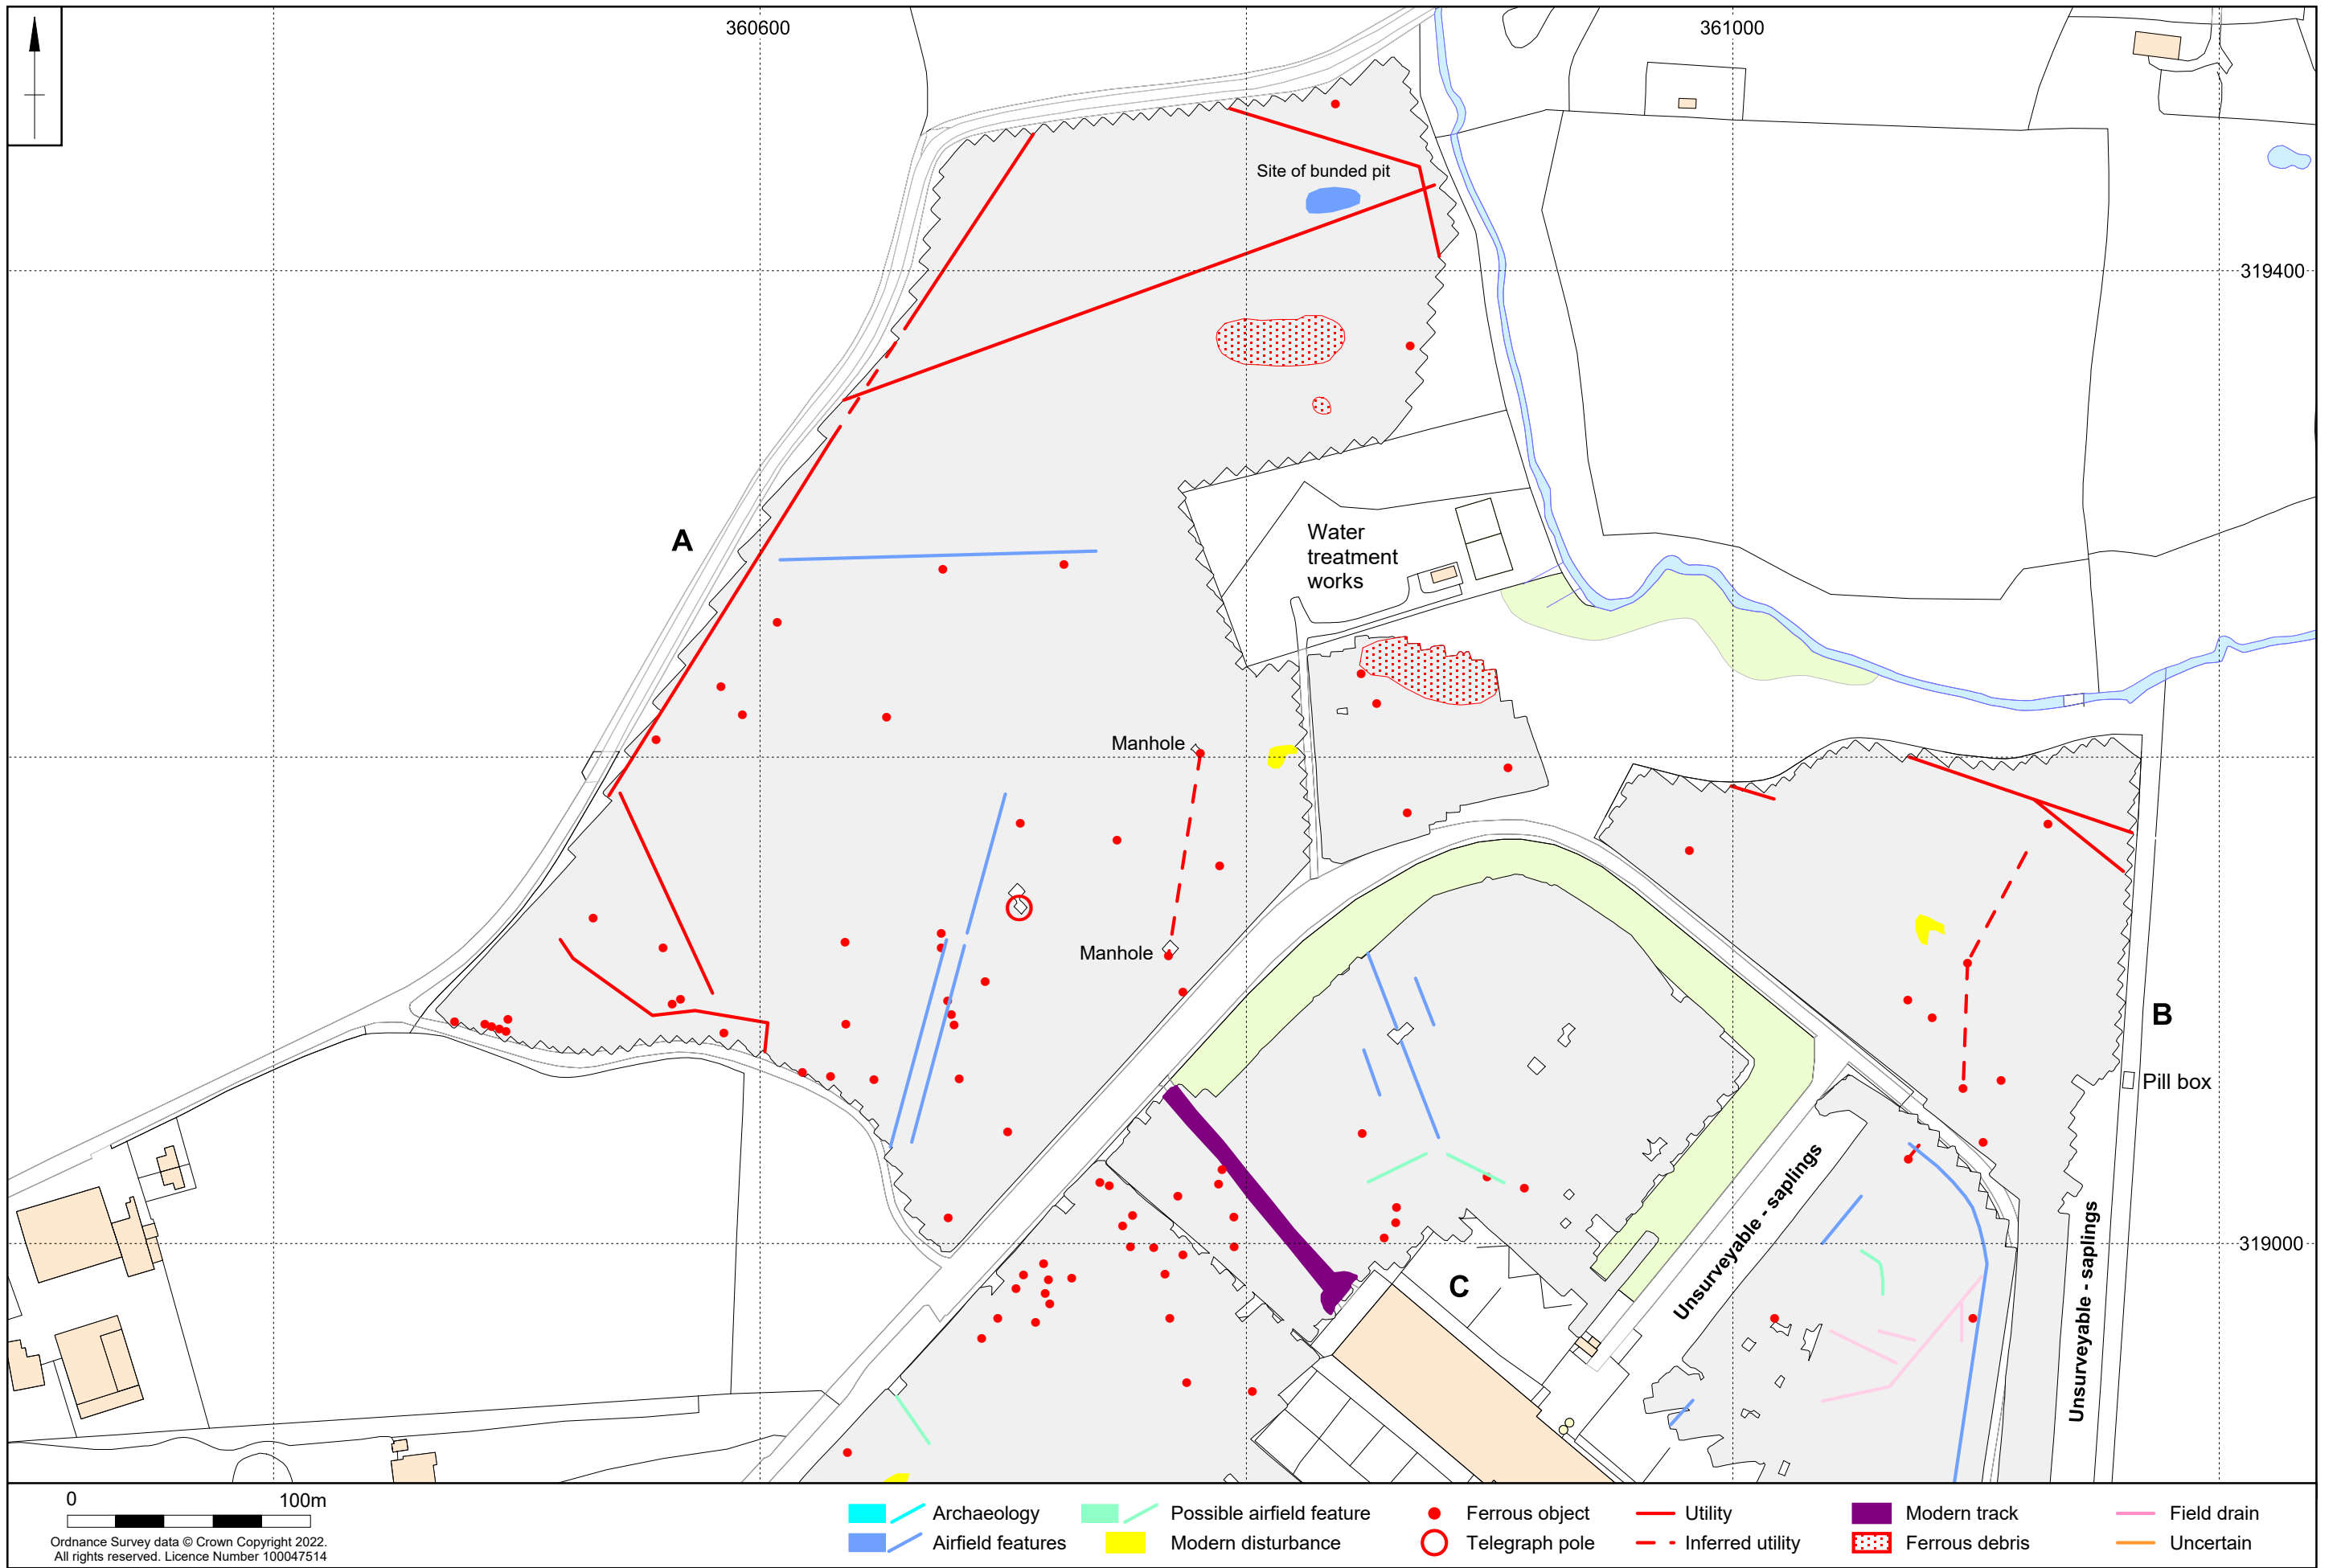 360600
361000
Site of bunded pit
319400
A
Water
treatment
works
Manhole
Manhole
B
Pill box
Unsurveyable - saplings
C
319000
Unsurveyable - saplings
0 100m
Ordnance Survey data © Crown Copyright 2022.
All rights reserved. Licence Number 100047514
Archaeology
Airfield features
Possible airfield feature
Modern disturbance
Ferrous object
Telegraph pole
Utility
Inferred utility
Modern track
Ferrous debris
Field drain
Uncertain